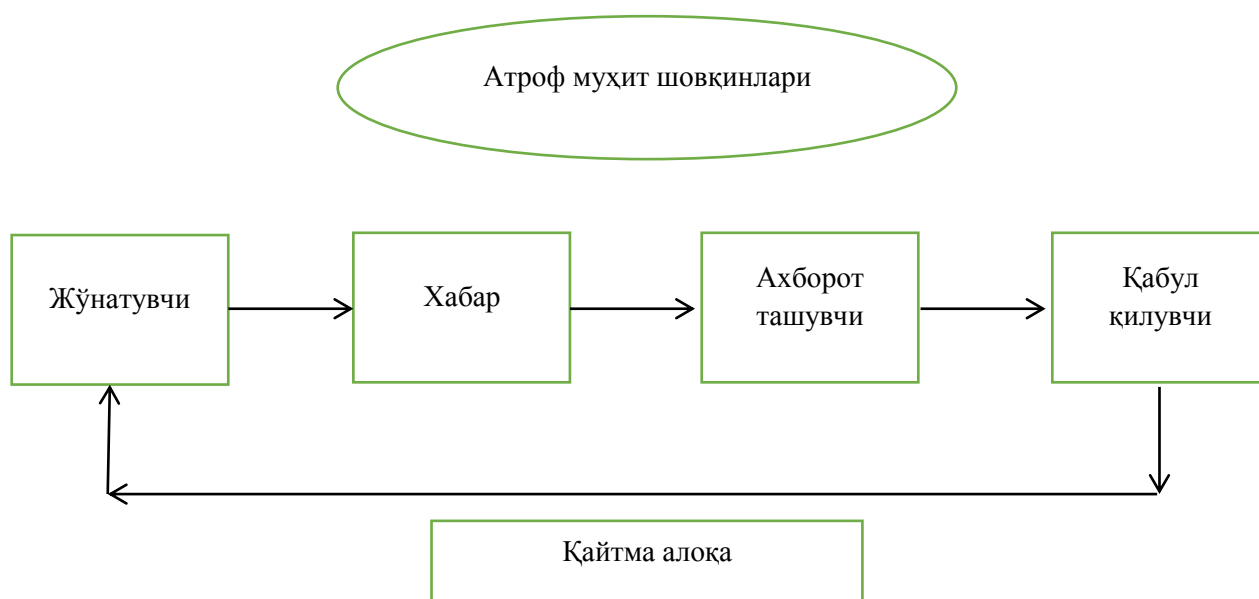 Атроф муҳит шовқинлари
Жўнатувчи
Хабар
Ахборот
ташувчи
Қабул
қилувчи
Қайтма алоқа